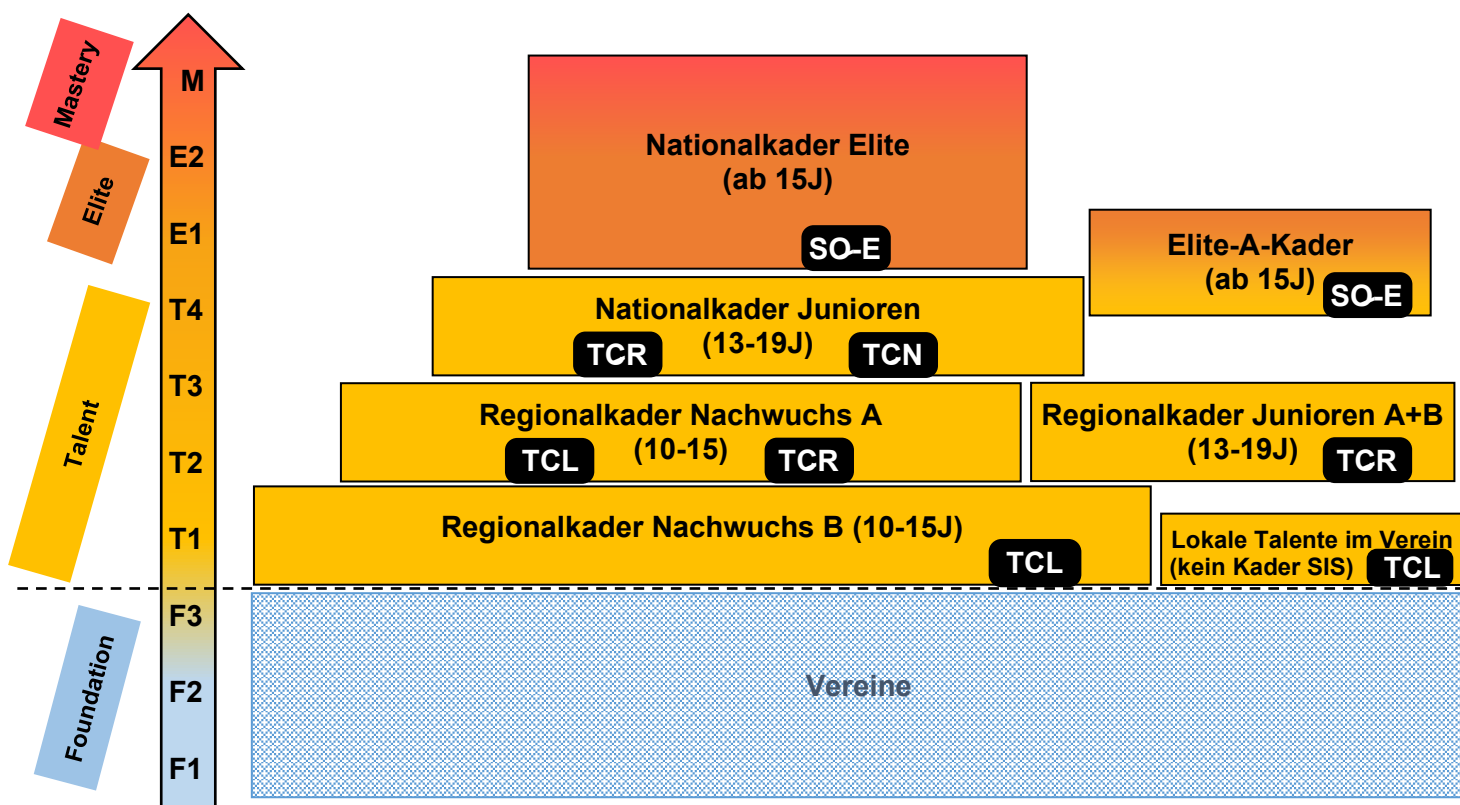 Mastery
Elite
Talent
Foundation
M
E2
E1
T4
T3
T2
T1
F3
F2
F1
Nationalkader Elite
(ab 15J)
SO-E
Elite-A-Kader
(ab 15J)
SO-E
Nationalkader Junioren
(13-19J)
TCR
TCN
Regionalkader Nachwuchs A
(10-15)
TCL
TCR
Regionalkader Junioren A+B
(13-19J)
TCR
Regionalkader Nachwuchs B (10-15J)
TCL
Lokale Talente im Verein
(kein Kader SIS)
TCL
Vereine